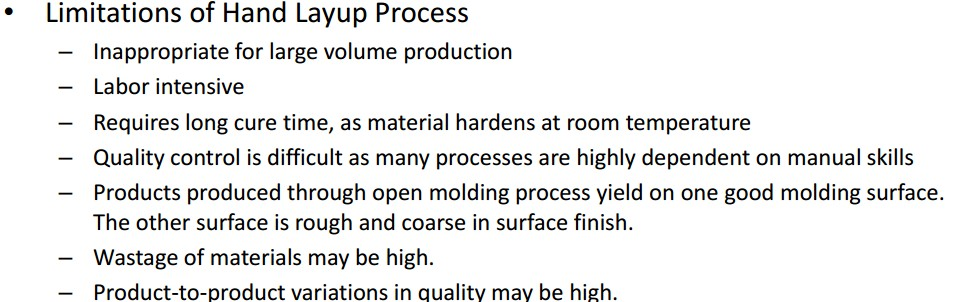 • Limitations of Hand Layup Process
– Inappropriate for large volume production
– Labor intensive
– Requires long cure time, as material hardens at room temperature
– Quality control is difficult as many processes are highly dependent on manual skills
– Products produced through open molding process yield on one good molding surface.
The other surface is rough and coarse in surface finish.
– Wastage of materials may be high.
– Product-to-product variations in quality may be high.